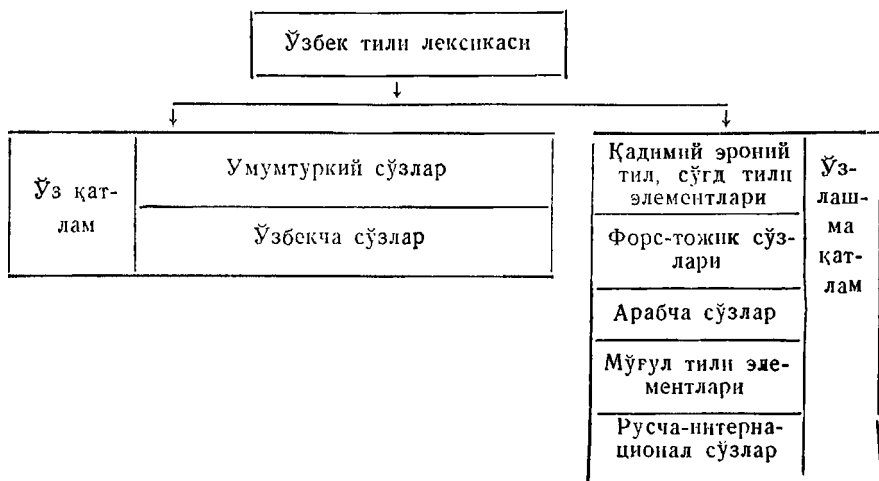 Ўзбек тили лексикаси
Ўз қат-
лам
Умумтуркий сўзлар
Ўзбекча сўзлар
Қадимий эроний
тил, сўғд тили
элементлари
Форс-тожик сўз-
лари
Арабча сўзлар
Мўғул тили эле-
ментлари
Русча-интерна-
ционал сўзлар
Ўз-
лаш-
ма
қат-
лам